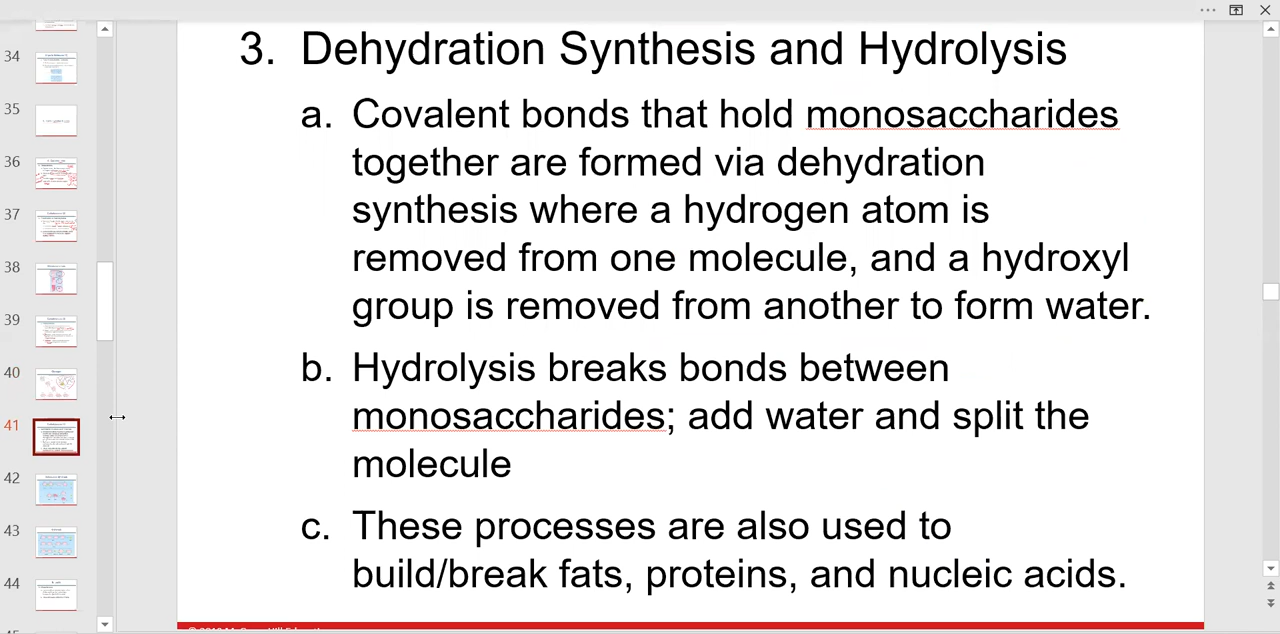 3. Dehydration Synthesis and Hydrolysis
a. Covalent bonds that hold monosaccharides
together are formed via dehydration
synthesis where a hydrogen atom is
removed from one molecule, and a hydroxyl
group is removed from another to form water.
b. Hydrolysis breaks bonds between
monosaccharides; add water and split the
molecule
c. These processes are also used to
build/break fats, proteins, and nucleic acids.
34
35
36
37
38
39
40
41
42
43
44